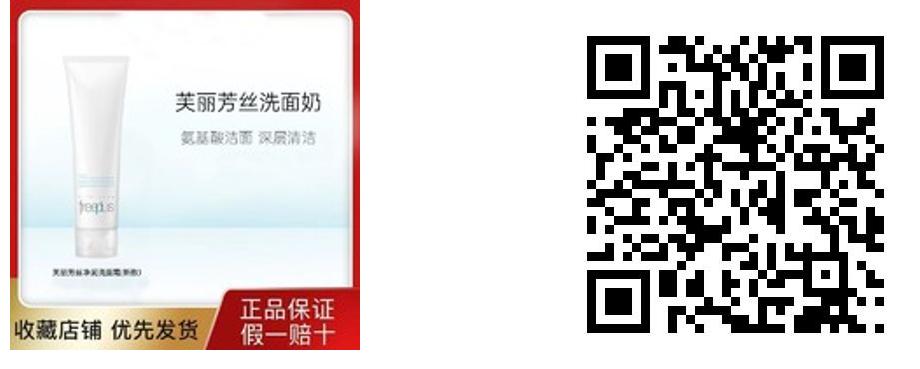 芙丽芳丝洗面奶
氨基酸洁面 深层清洁
freeplus
收藏店铺 优先发货
正品保证
假一赔十